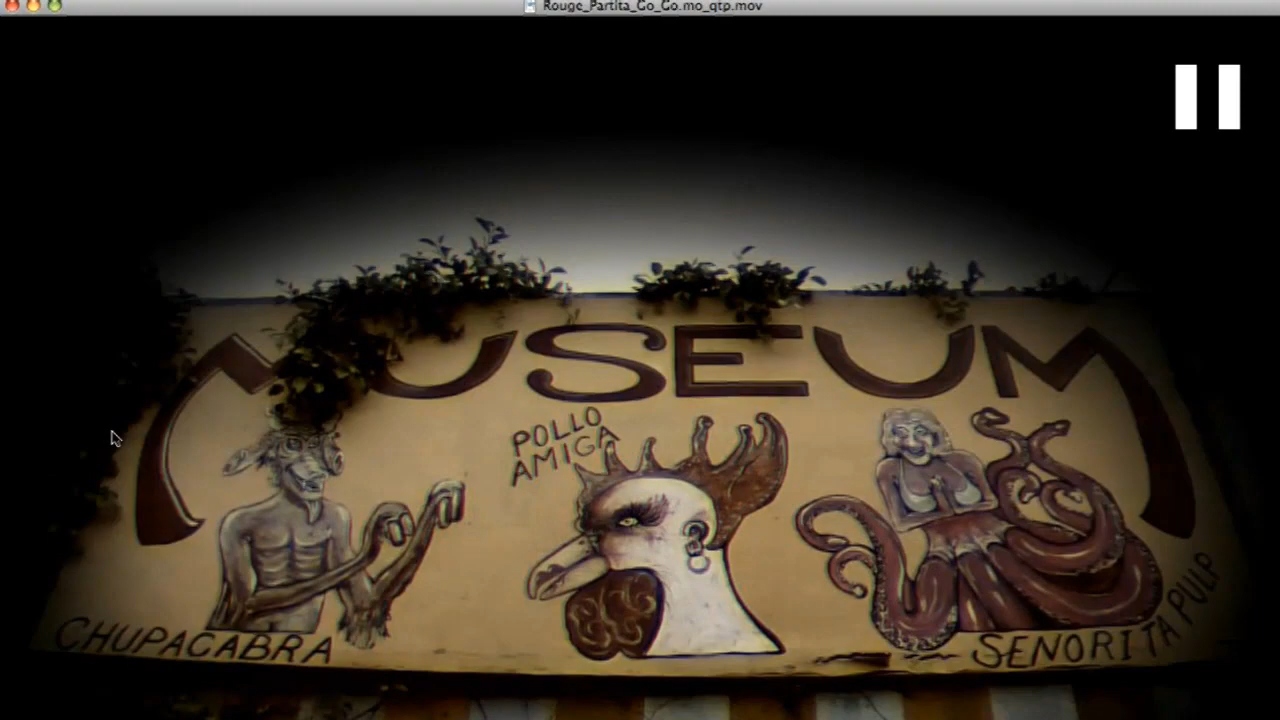 Rouge_Partita_Go_Go.mo_qtp.mov
MUSEUM
POLLO
AMIGA
CHUPACABRA
SENORITA PULP